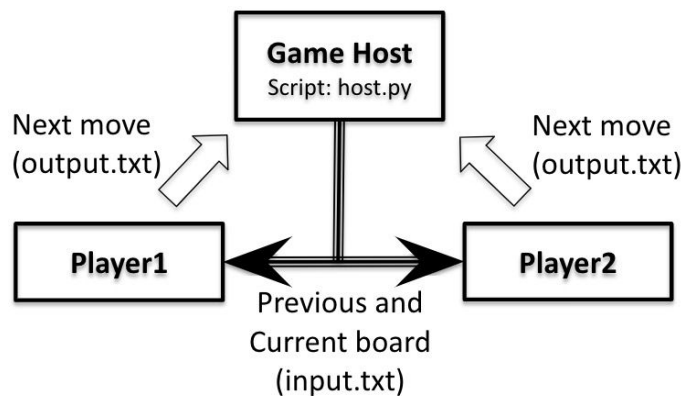 Game Host
Script: host.py
Next move
(output.txt)
Next move
(output.txt)
Player1
Player2
Previous and
Current board
(input.txt)